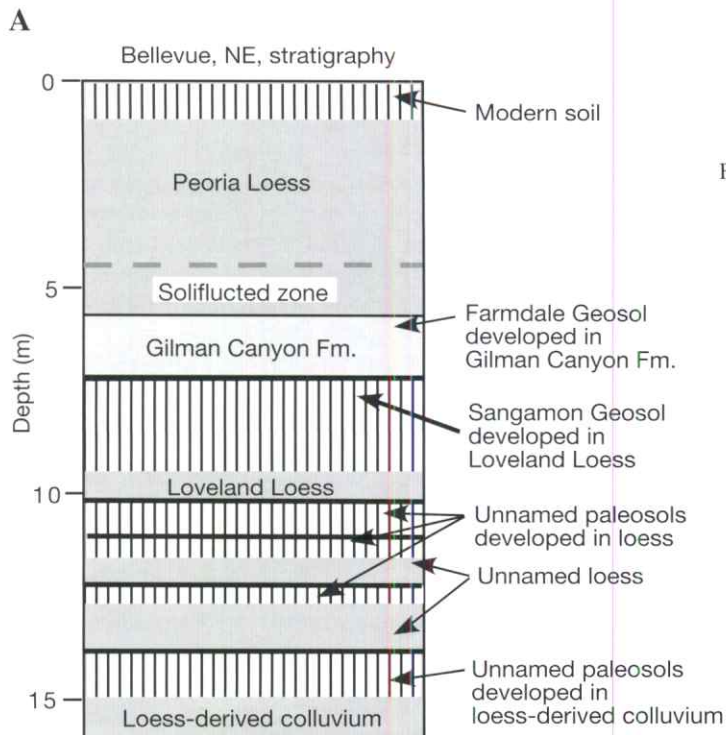 A
Bellevue, NE, stratigraphy
0
Modern soil
Peoria Loess
5
Soliflucted zone
Farmdale Geosol
developed in
Gilman Canyon Fm.
Gilman Canyon Fm.
Depth (m)
Sangamon Geosol
developed in
Loveland Loess
Loveland Loess
10
Unnamed paleosols
developed in loess
Unnamed loess
Unnamed paleosols
developed in
loess-derived colluvium
15
Loess-derived colluvium